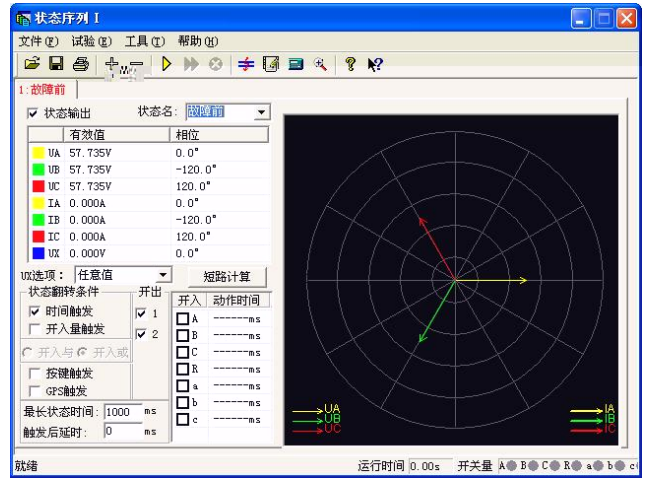 状态序列 I
文件(F) 试验(E) 工具(T) 帮助(H)
1:故障前
状态输出 状态名: 故障前
有效值 相位
UA 57.735V 0.0°
UB 57.735V -120.0°
UC 57.735V 120.0°
IA 0.000A 0.0°
IB 0.000A -120.0°
IC 0.000A 120.0°
UX 0.000V 0.0°
UX选项: 任意值 短路计算
状态翻转条件 开出 开入 动作时间
时间触发 1 A ------ms
开入量触发 2 B ------ms
开入与 开入或 C ------ms
按键触发 R ------ms
GPS触发 a ------ms
最长状态时间: 1000 ms b ------ms
触发后延时: 0 ms c ------ms
UA IA
UB IB
UC IC
就绪 运行时间 0.00s 开关量 A B C R a b c